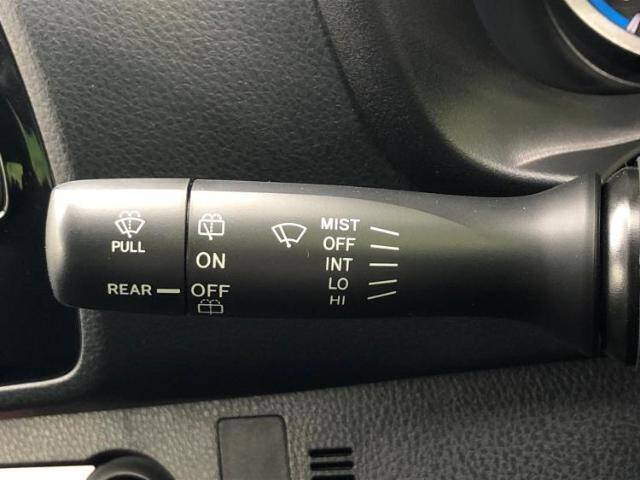 PULL
REAR
ON
OFF
MIST
OFF
INT
LO
HI